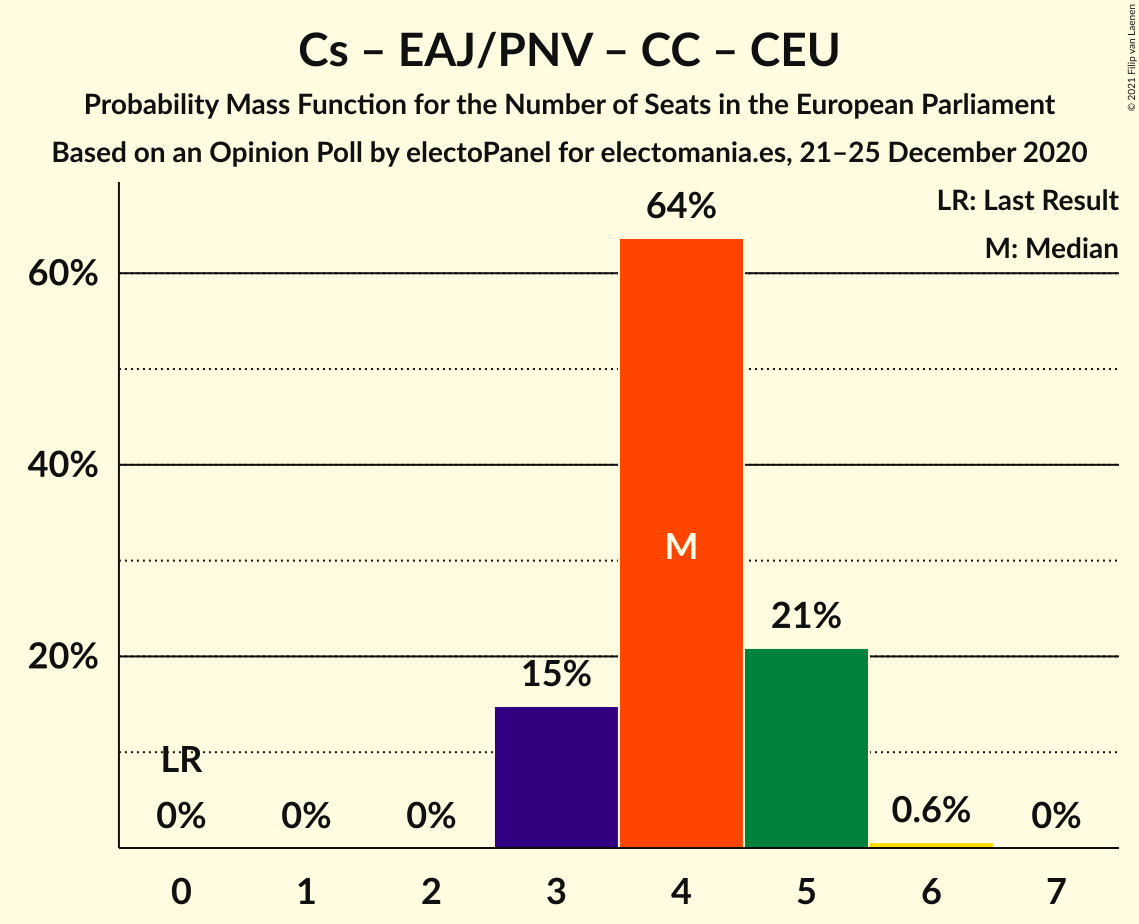 Cs – EAJ/PNV – CC – CEU
Probability Mass Function for the Number of Seats in the European Parliament
Based on an Opinion Poll by electoPanel for electomania.es, 21–25 December 2020
© 2021 Filip van Laenen
LR: Last Result
M: Median
64%
60%
40%
M
21%
20%
15%
LR
0% 0% 0% 0.6% 0%
0 1 2 3 4 5 6 7